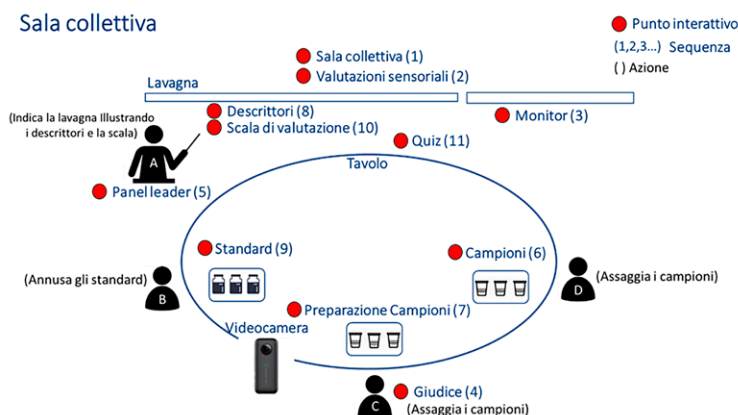 Sala collettiva
Punto interattivo
(1,2,3...) Sequenza
( ) Azione
Sala collettiva (1)
Valutazioni sensoriali (2)
Lavagna
Monitor (3)
(Indica la lavagna Illustrando
i descrittori e la scala)
Descrittori (8)
Scala di valutazione (10)
Quiz (11)
A
Tavolo
Panel leader (5)
Standard (9)
Campioni (6)
(Annusa gli standard)
B
D
(Assaggia i campioni)
Preparazione Campioni (7)
Videocamera
C
Giudice (4)
(Assaggia i campioni)